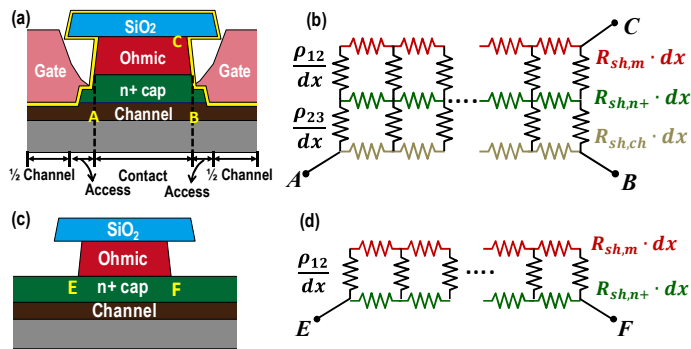 (a)
SiO2
C
Ohmic
Gate
Gate
n+ cap
A
B
Channel
½ Channel
Contact
½ Channel
Access
Access
(b)
C
ρ12
dx
Rsh,m · dx
Rsh,n+ · dx
ρ23
dx
Rsh,ch · dx
A
B
(c)
SiO2
Ohmic
E
n+ cap
F
Channel
(d)
ρ12
dx
Rsh,m · dx
Rsh,n+ · dx
E
F